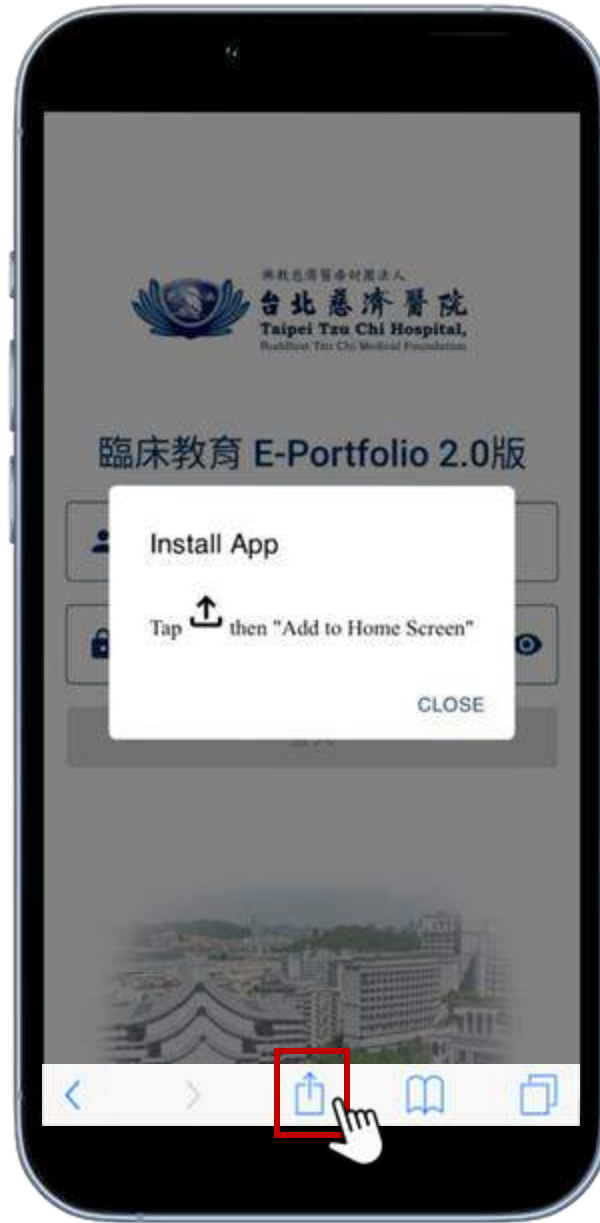 佛教慈濟醫療財團法人
台北慈濟醫院
Taipei Tzu Chi Hospital,
Buddhist Tzu Chi Medical Foundation
臨床教育 E-Portfolio 2.0版
Install App
Tap then "Add to Home Screen"
CLOSE